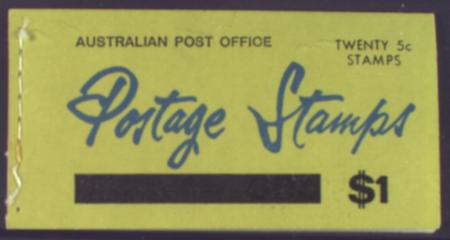 AUSTRALIAN POST OFFICE
TWENTY 5c
STAMPS
Postage Stamps
$1